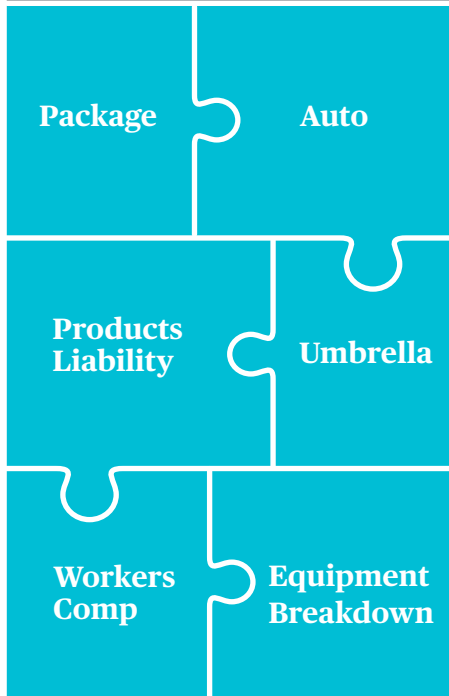 Package
Auto
Products
Liability
Umbrella
Workers
Comp
Equipment
Breakdown